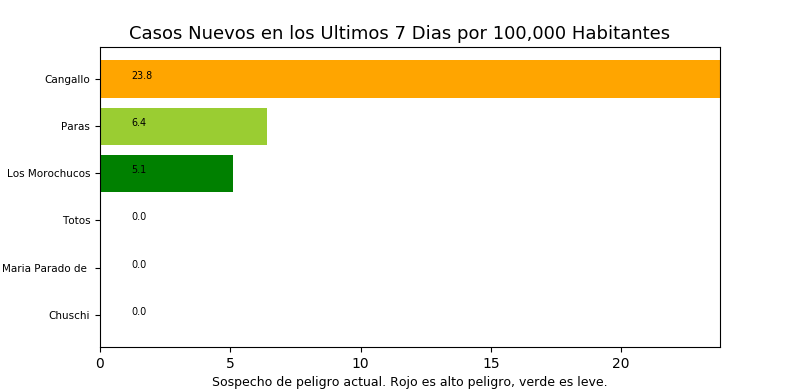 Casos Nuevos en los Ultimos 7 Dias por 100,000 Habitantes
Cangallo 23.8
Paras 6.4
Los Morochucos 5.1
Totos 0.0
Maria Parado de 0.0
Chuschi 0.0
0 5 10 15 20
Sospecho de peligro actual. Rojo es alto peligro, verde es leve.